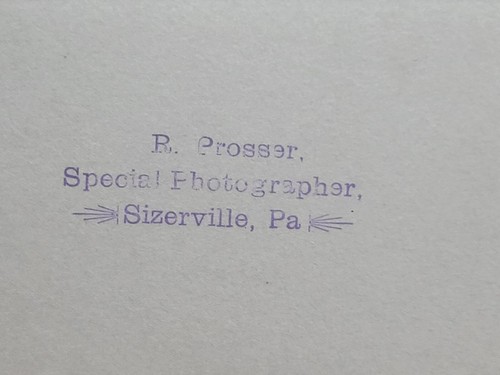 R. Prosser,
Special Photographer,
Sizerville, Pa